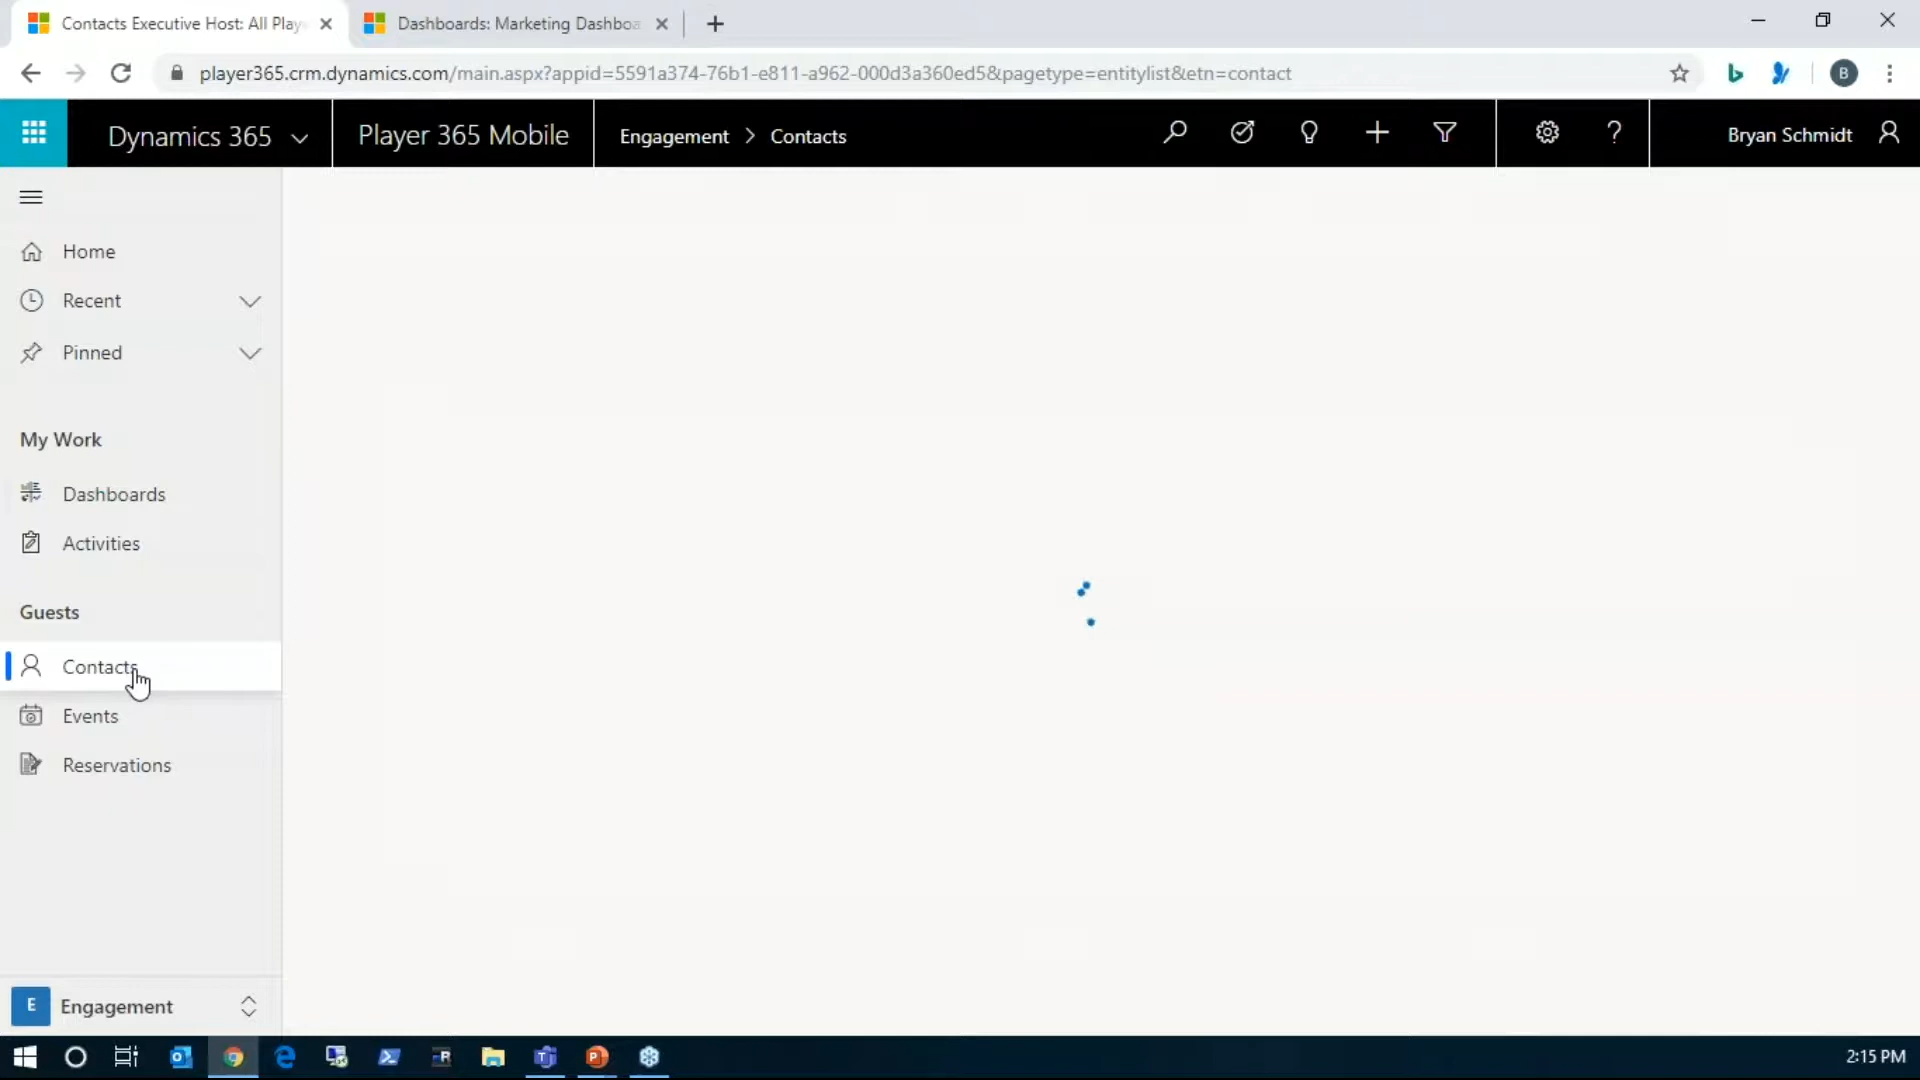 Contacts Executive Host: All Play
Dashboards: Marketing Dashboa
player365.crm.dynamics.com/main.aspx?appid=5591a374-76b1-e811-a962-000d3a360ed5&pagetype=entitylist&etn=contact
B
Dynamics 365
Player 365 Mobile
Engagement > Contacts
Bryan Schmidt
Home
Recent
Pinned
My Work
Dashboards
Activities
Guests
Contacts
Events
Reservations
E
Engagement
2:15 PM